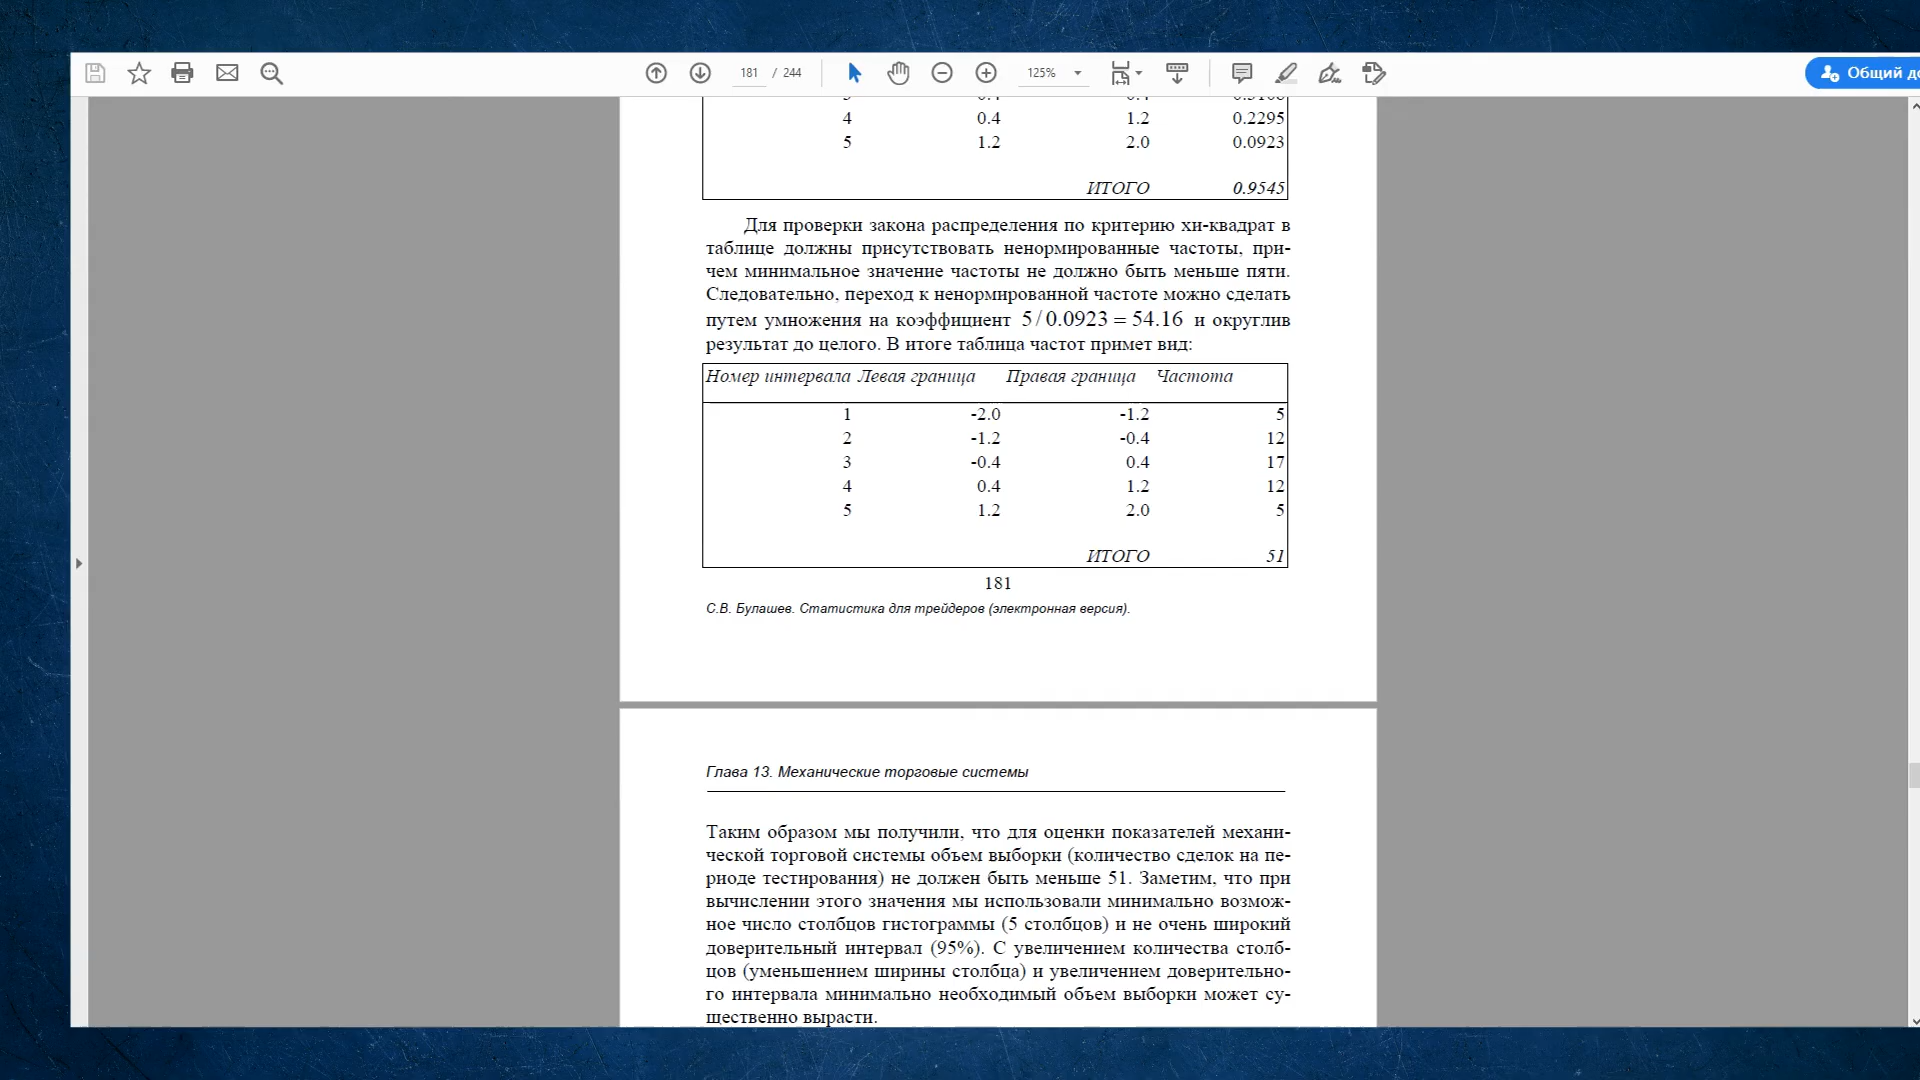 181 / 244 125% Общий до
4 0.4 1.2 0.2295
5 1.2 2.0 0.0923
ИТОГО 0.9545
Для проверки закона распределения по критерию хи-квадрат в
таблице должны присутствовать ненормированные частоты, при-
чем минимальное значение частоты не должно быть меньше пяти.
Следовательно, переход к ненормированной частоте можно сделать
путем умножения на коэффициент 5/0.0923=54.16 и округлив
результат до целого. В итоге таблица частот примет вид:
Номер интервала Левая граница Правая граница Частота
1 -2.0 -1.2 5
2 -1.2 -0.4 12
3 -0.4 0.4 17
4 0.4 1.2 12
5 1.2 2.0 5
ИТОГО 51
181
С.В. Булашев. Статистика для трейдеров (электронная версия).
Глава 13. Механические торговые системы
Таким образом мы получили, что для оценки показателей механи-
ческой торговой системы объем выборки (количество сделок на пе-
риоде тестирования) не должен быть меньше 51. Заметим, что при
вычислении этого значения мы использовали минимально возмож-
ное число столбцов гистограммы (5 столбцов) и не очень широкий
доверительный интервал (95%). С увеличением количества столб-
цов (уменьшением ширины столбца) и увеличением доверительно-
го интервала минимально необходимый объем выборки может су-
щественно вырасти.